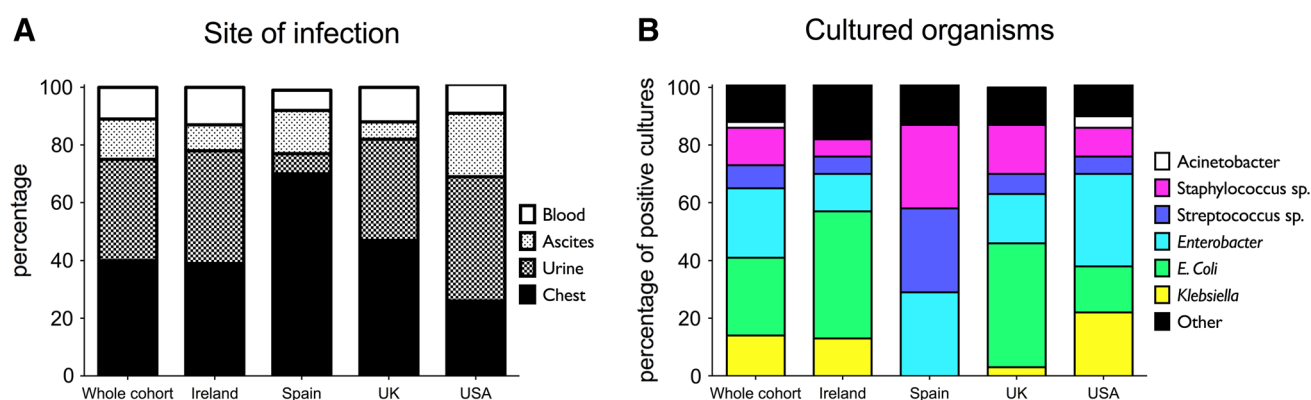 A
Site of infection
percentage
100
80
60
40
20
0
Whole cohort
Ireland
Spain
UK
USA
Blood
Ascites
Urine
Chest
B
Cultured organisms
percentage of positive cultures
100
80
60
40
20
0
Whole cohort
Ireland
Spain
UK
USA
Acinetobacter
Staphylococcus sp.
Streptococcus sp.
Enterobacter
E. Coli
Klebsiella
Other